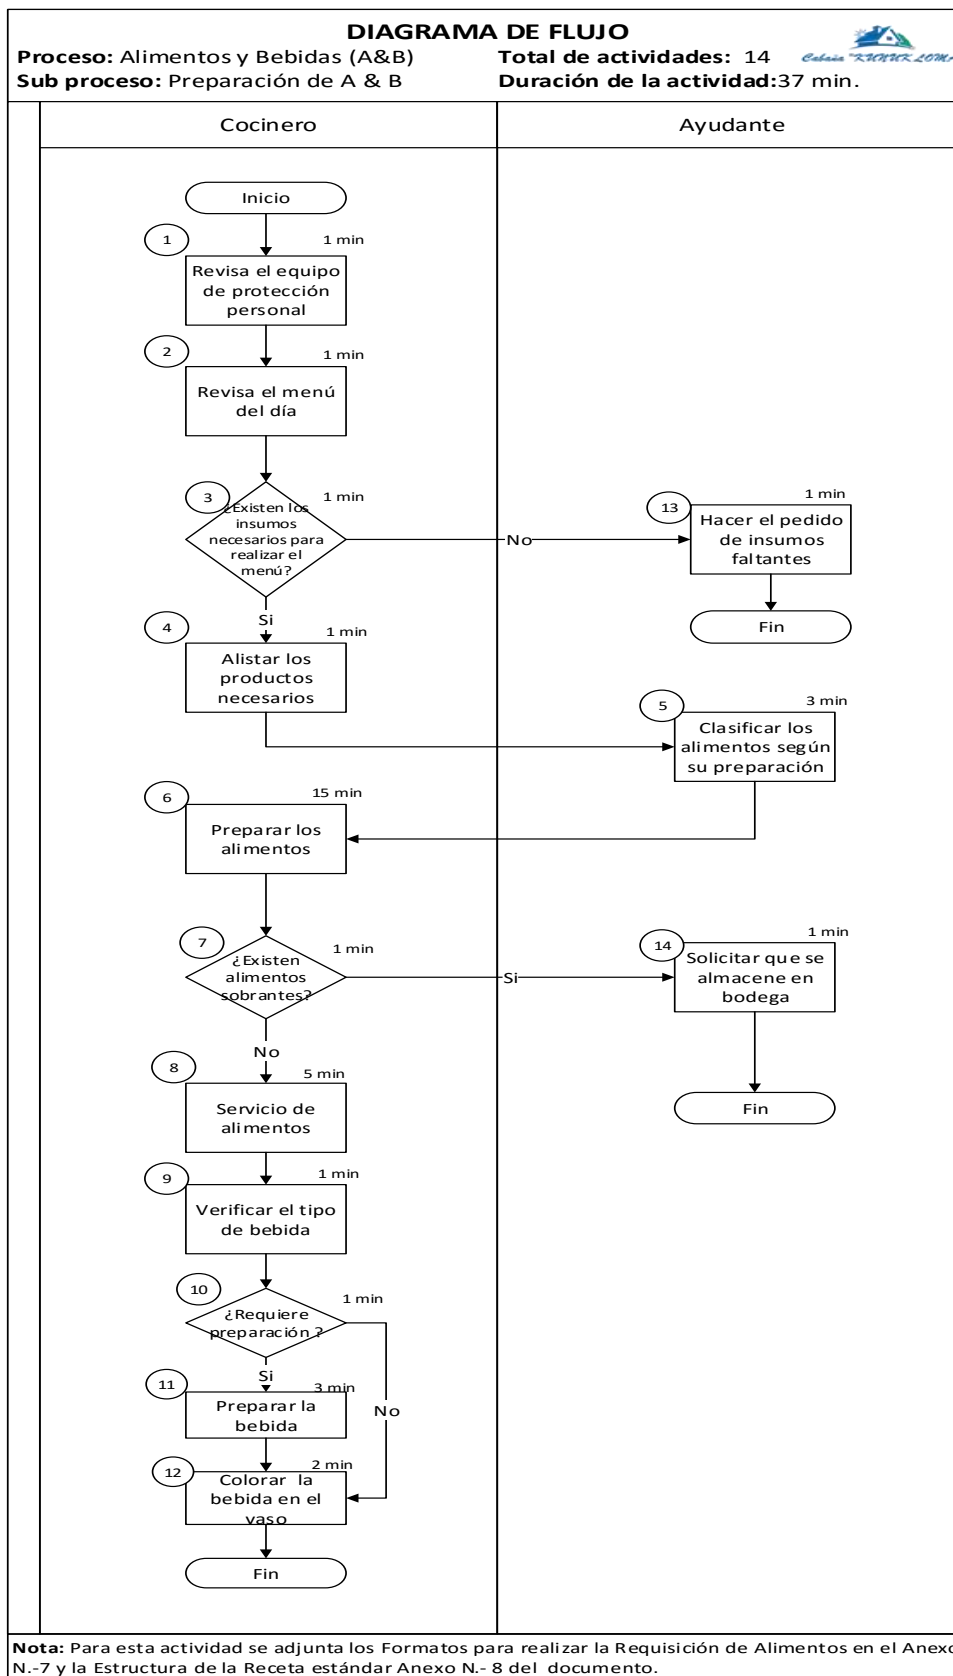 DIAGRAMA DE FLUJO
Proceso: Alimentos y Bebidas (A&B)
Total de actividades: 14
Sub proceso: Preparación de A & B
Duración de la actividad:37 min.
Cabaña "KUNUK LOMA
Cocinero
Ayudante
Inicio
1
1 min
Revisa el equipo
de protección
personal
2
1 min
Revisa el menú
del día
3
1 min
¿Existen los
insumos
necesarios para
realizar el
menú?
No
13
1 min
Hacer el pedido
de insumos
faltantes
Fin
Si
4
1 min
Alistar los
productos
necesarios
5
3 min
Clasificar los
alimentos según
su preparación
6
15 min
Preparar los
alimentos
7
1 min
¿Existen
alimentos
sobrantes?
Si
14
1 min
Solicitar que se
almacene en
bodega
Fin
No
8
5 min
Servicio de
alimentos
9
1 min
Verificar el tipo
de bebida
10
1 min
¿Requiere
preparación ?
Si
No
11
3 min
Preparar la
bebida
12
2 min
Colorar la
bebida en el
vaso
Fin
Nota: Para esta actividad se adjunta los Formatos para realizar la Requisición de Alimentos en el Anexo
N.-7 y la Estructura de la Receta estándar Anexo N.- 8 del documento.